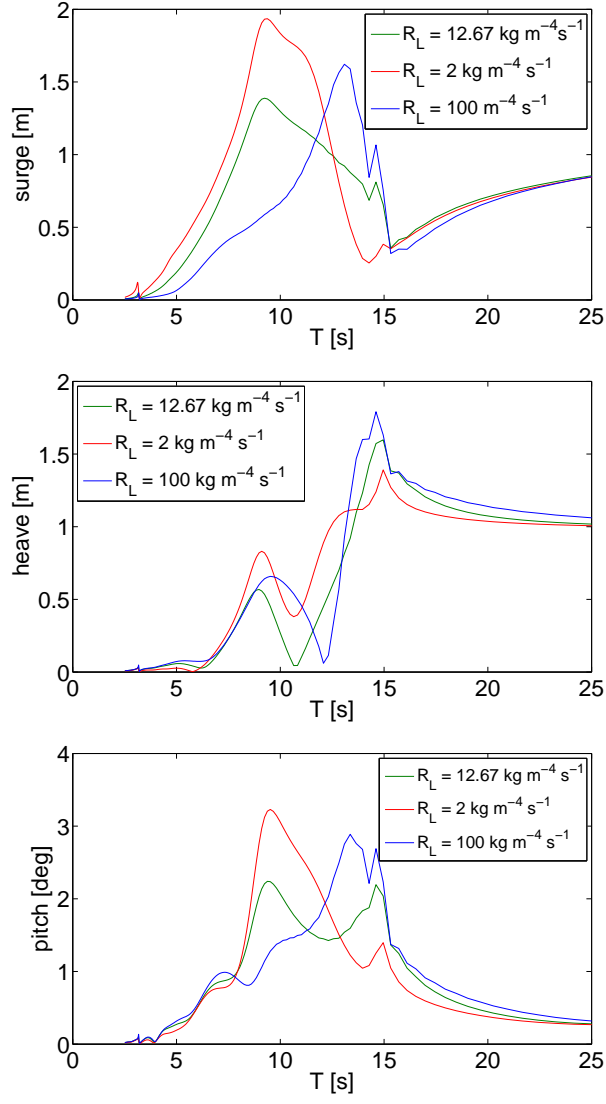 2
1.5
1
0.5
0
surge [m]
R_L = 12.67 kg m⁻⁴s⁻¹
R_L = 2 kg m⁻⁴s⁻¹
R_L = 100 m⁻⁴ s⁻¹
0 5 10 15 20 25
T [s]
2
1.5
1
0.5
0
heave [m]
R_L = 12.67 kg m⁻⁴ s⁻¹
R_L = 2 kg m⁻⁴ s⁻¹
R_L = 100 kg m⁻⁴ s⁻¹
0 5 10 15 20 25
T [s]
4
3
2
1
0
pitch [deg]
R_L = 12.67 kg m⁻⁴ s⁻¹
R_L = 2 kg m⁻⁴ s⁻¹
R_L = 100 kg m⁻⁴ s⁻¹
0 5 10 15 20 25
T [s]